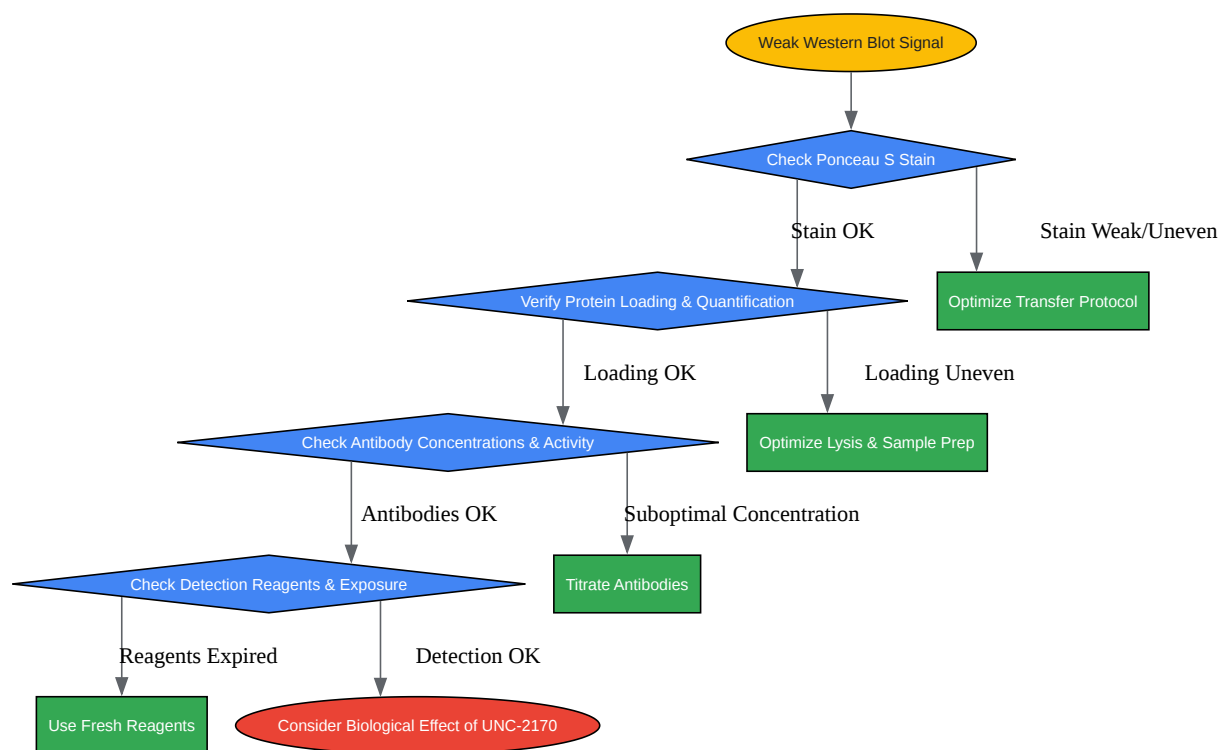 Weak Western Blot Signal
Check Ponceau S Stain
Stain OK
Stain Weak/Uneven
Verify Protein Loading & Quantification
Optimize Transfer Protocol
Loading OK
Loading Uneven
Check Antibody Concentrations & Activity
Optimize Lysis & Sample Prep
Antibodies OK
Suboptimal Concentration
Check Detection Reagents & Exposure
Titrate Antibodies
Reagents Expired
Detection OK
Use Fresh Reagents
Consider Biological Effect of UNC-2170